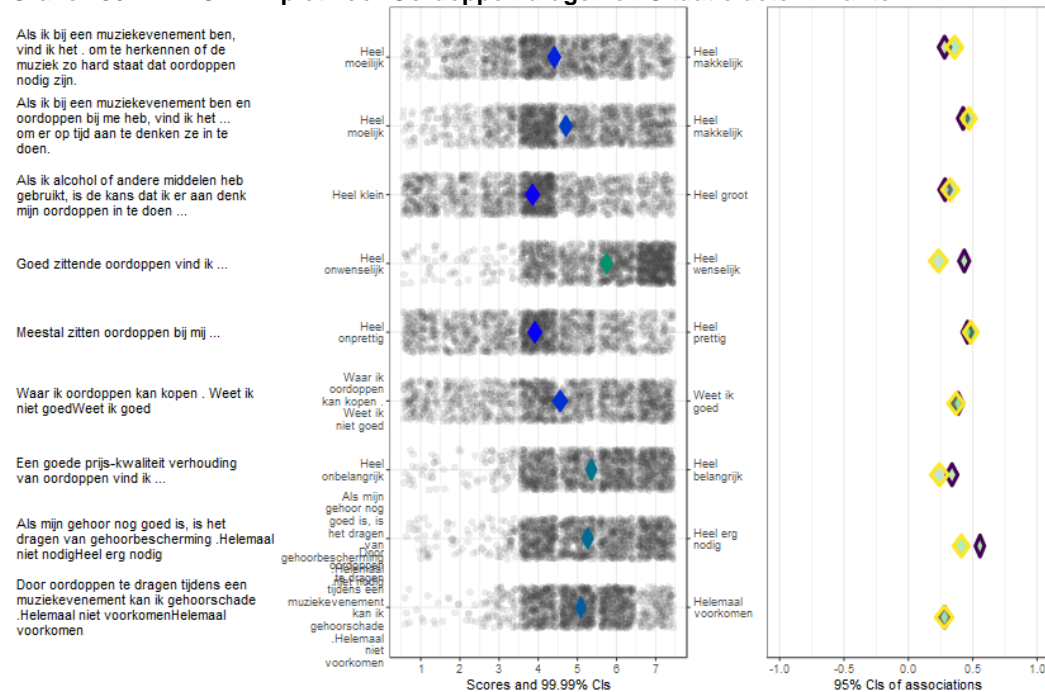 Als ik bij een muziekevenement ben,
vind ik het . om te herkennen of de
muziek zo hard staat dat oordoppen
nodig zijn.
Heel
moeilijk
Heel
makkelijk
Als ik bij een muziekevenement ben en
oordoppen bij me heb, vind ik het ...
om er op tijd aan te denken ze in te
doen.
Heel
moelijk
Heel
makkelijk
Als ik alcohol of andere middelen heb
gebruikt, is de kans dat ik er aan denk
mijn oordoppen in te doen ...
Heel klein
Heel groot
Goed zittende oordoppen vind ik ...
Heel
onwenselijk
Heel
wenselijk
Meestal zitten oordoppen bij mij ...
Heel
onprettig
Heel
prettig
Waar ik oordoppen kan kopen . Weet ik
niet goedWeet ik goed
Waar ik
oordoppen
kan kopen .
Weet ik
niet goed
Weet ik
goed
Een goede prijs-kwaliteit verhouding
van oordoppen vind ik ...
Heel
onbelangrijk
Heel
belangrijk
Als mijn gehoor nog goed is, is het
dragen van gehoorbescherming .Helemaal
niet nodigHeel erg nodig
Als mijn
gehoor nog
goed is, is
het dragen
van
gehoorbescherming
.Helemaal
niet nodig
Heel erg
nodig
Door oordoppen te dragen tijdens een
muziekevenement kan ik gehoorschade
.Helemaal niet voorkomenHelemaal
voorkomen
Door
oordoppen
te dragen
tijdens een
muziekevenement
kan ik
gehoorschade
.Helemaal
niet
voorkomen
Helemaal
voorkomen
1 2 3 4 5 6 7
Scores and 99.99% CIs
-1.0 -0.5 0.0 0.5 1.0
95% CIs of associations